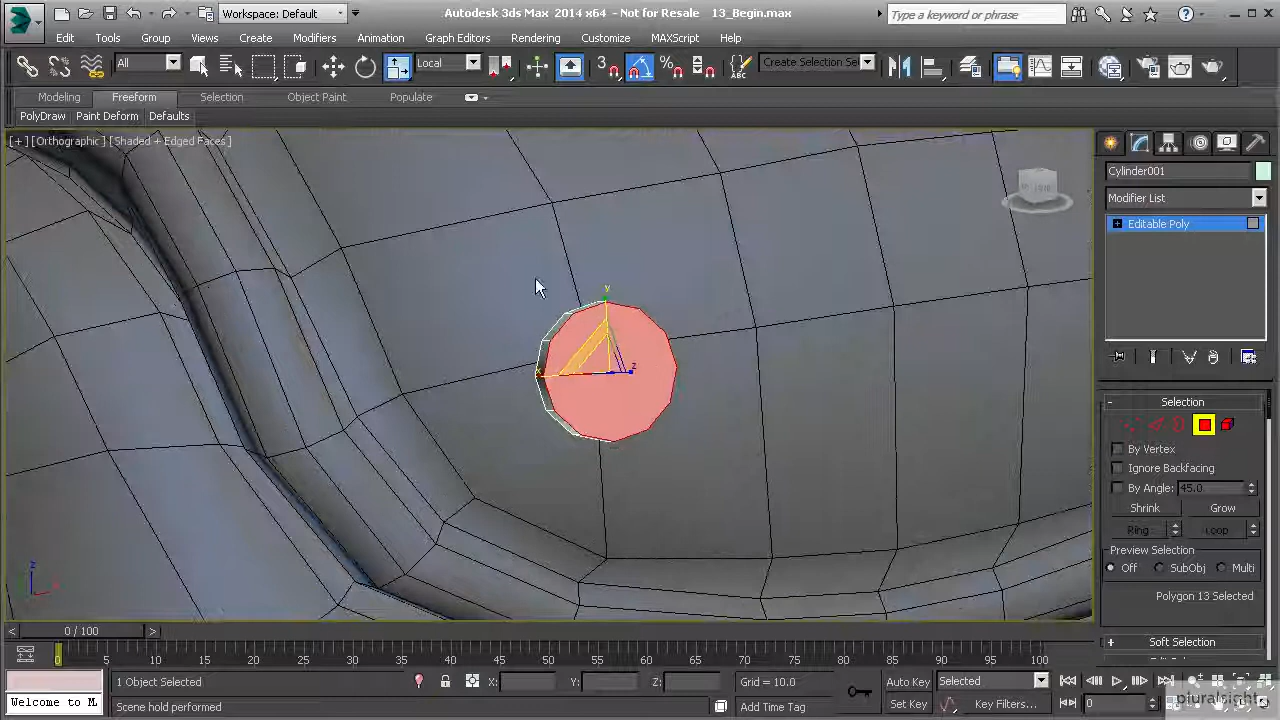 Workspace: Default
Autodesk 3ds Max 2014 x64 - Not for Resale 13_Begin.max
Type a keyword or phrase
Edit Tools Group Views Create Modifiers Animation Graph Editors Rendering Customize MAXScript Help
All
Local
3
Create Selection Se
Modeling Freeform Selection Object Paint Populate
PolyDraw Paint Deform Defaults
[+] [Orthographic ] [Shaded + Edged Faces ]
Cylinder001
Modifier List
Editable Poly
y
z
z
Selection
By Vertex
Ignore Backfacing
By Angle: 45.0
Shrink Grow
Ring Loop
Preview Selection
Off SubObj Multi
Polygon 13 Selected
Soft Selection
0 / 100
0 5 10 15 20 25 30 35 40 45 50 55 60 65 70 75 80 85 90 95 100
1 Object Selected X: Y: Z: Grid = 10.0 Auto Key Selected
Welcome to M
Scene hold performed Add Time Tag Set Key Key Filters... 0
pluralsight